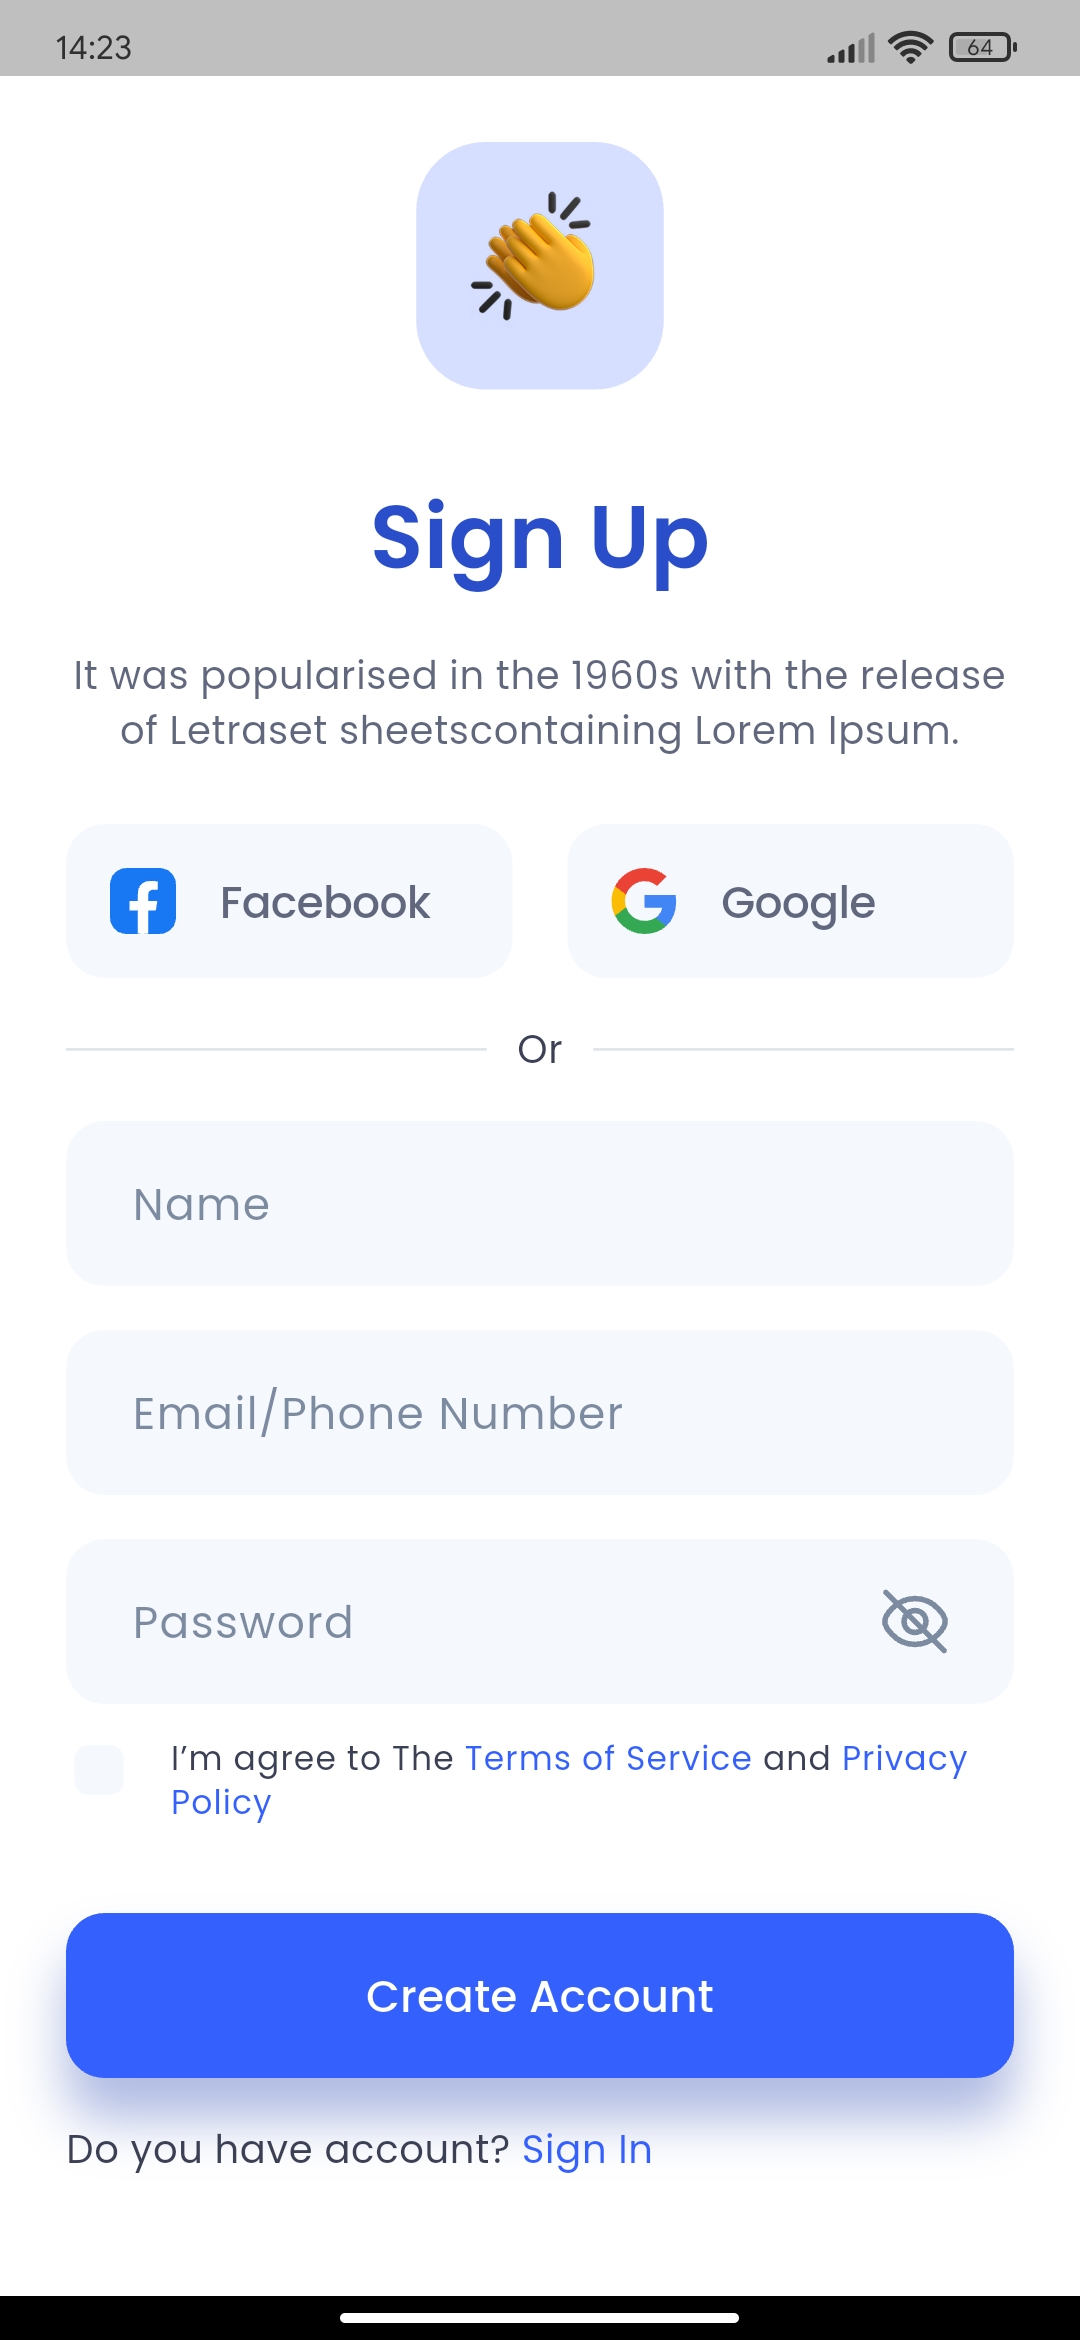 14:23
64
Sign Up
It was popularised in the 1960s with the release
of Letraset sheetscontaining Lorem Ipsum.
Facebook
Google
Or
Name
Email/Phone Number
Password
I’m agree to The Terms of Service and Privacy
Policy
Create Account
Do you have account? Sign In